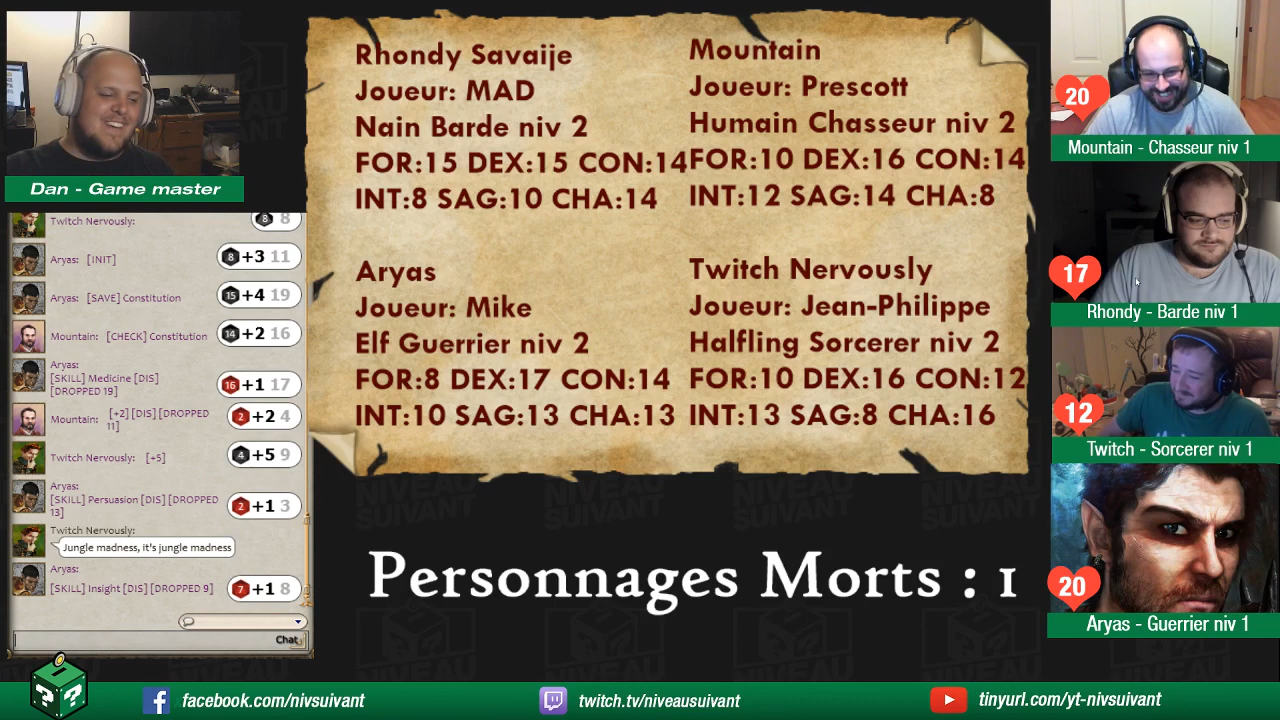 Dan - Game master
Twitch Nervously:
8 8
Aryas: [INIT]
8 +3 11
Aryas: [SAVE] Constitution
15 +4 19
Mountain: [CHECK] Constitution
14 +2 16
Aryas:
[SKILL] Medicine [DIS]
[DROPPED 19]
16 +1 17
Mountain: [+2] [DIS] [DROPPED
11]
2 +2 4
Twitch Nervously: [+5]
4 +5 9
Aryas:
[SKILL] Persuasion [DIS] [DROPPED
13]
2 +1 3
Twitch Nervously:
Jungle madness, it's jungle madness
Aryas:
[SKILL] Insight [DIS] [DROPPED 9]
7 +1 8
Chat
Rhondy Savaije
Joueur: MAD
Nain Barde niv 2
FOR:15 DEX:15 CON:14
INT:8 SAG:10 CHA:14
Mountain
Joueur: Prescott
Humain Chasseur niv 2
FOR:10 DEX:16 CON:14
INT:12 SAG:14 CHA:8
Aryas
Joueur: Mike
Elf Guerrier niv 2
FOR:8 DEX:17 CON:14
INT:10 SAG:13 CHA:13
Twitch Nervously
Joueur: Jean-Philippe
Halfling Sorcerer niv 2
FOR:10 DEX:16 CON:12
INT:13 SAG:8 CHA:16
NIVEAU
SUIVANT
Personnages Morts : 1
20
Mountain - Chasseur niv 1
17
Rhondy - Barde niv 1
12
Twitch - Sorcerer niv 1
20
Aryas - Guerrier niv 1
? ?
facebook.com/nivsuivant
twitch.tv/niveausuivant
tinyurl.com/yt-nivsuivant